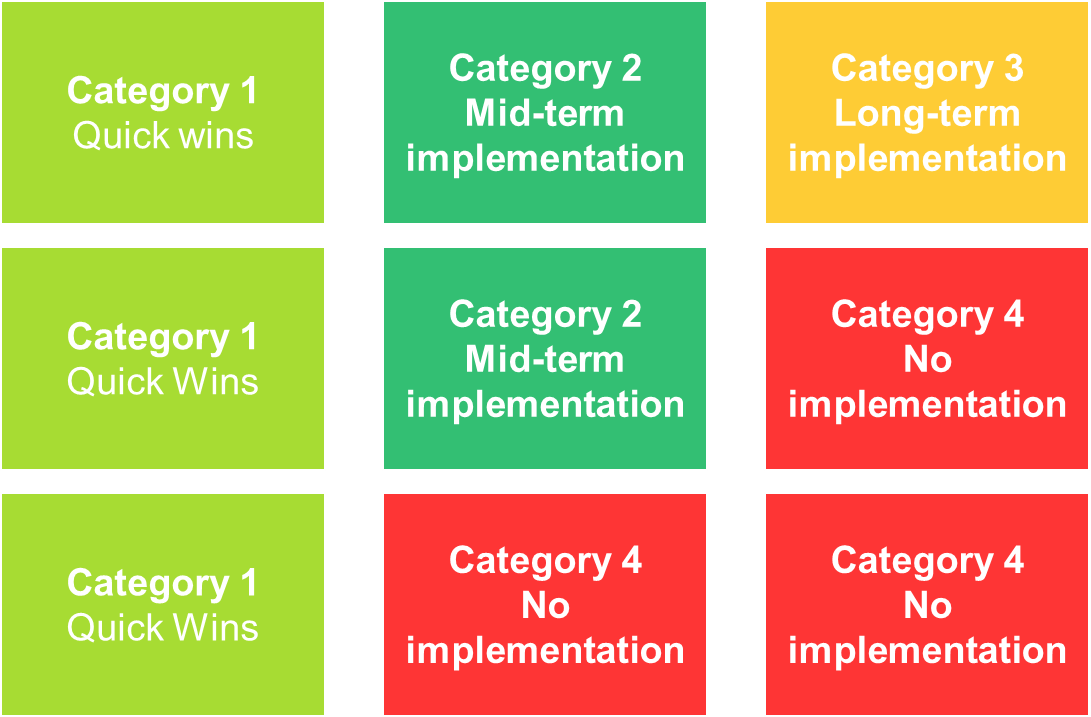 Category 1
Quick wins
Category 2
Mid-term
implementation
Category 3
Long-term
implementation
Category 1
Quick Wins
Category 2
Mid-term
implementation
Category 4
No
implementation
Category 1
Quick Wins
Category 4
No
implementation
Category 4
No
implementation